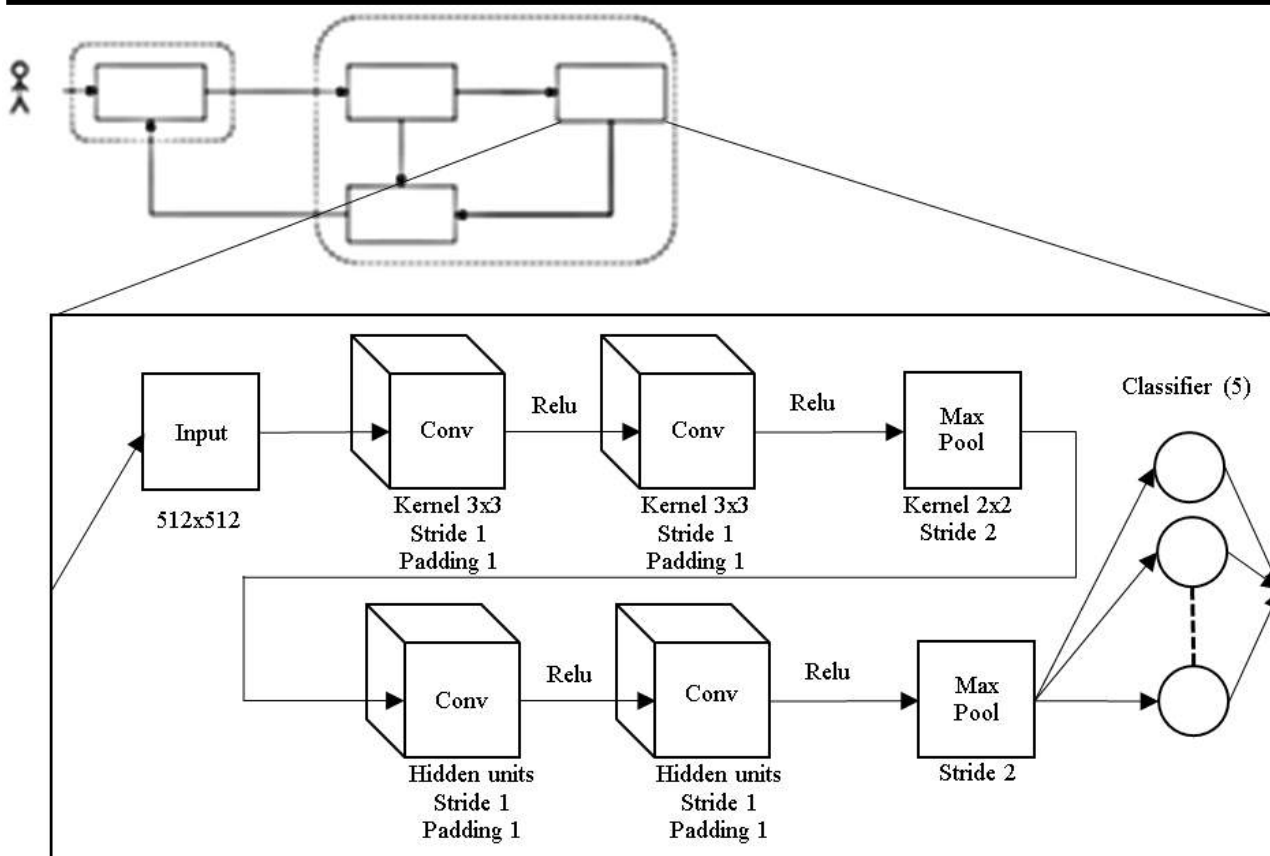 Classifier (5)
Input
512x512
Conv
Kernel 3x3
Stride 1
Padding 1
Relu
Conv
Kernel 3x3
Stride 1
Padding 1
Relu
Max
Pool
Kernel 2x2
Stride 2
Conv
Hidden units
Stride 1
Padding 1
Relu
Conv
Hidden units
Stride 1
Padding 1
Relu
Max
Pool
Stride 2